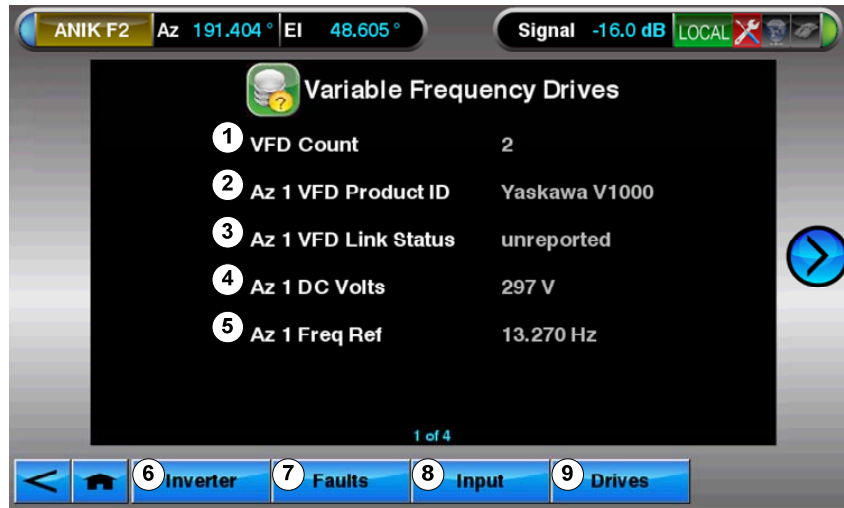 ANIK F2 Az 191.404 ° El 48.605 ° Signal -16.0 dB LOCAL
? Variable Frequency Drives
1 VFD Count 2
2 Az 1 VFD Product ID Yaskawa V1000
3 Az 1 VFD Link Status unreported
4 Az 1 DC Volts 297 V
5 Az 1 Freq Ref 13.270 Hz
1 of 4
6 Inverter 7 Faults 8 Input 9 Drives